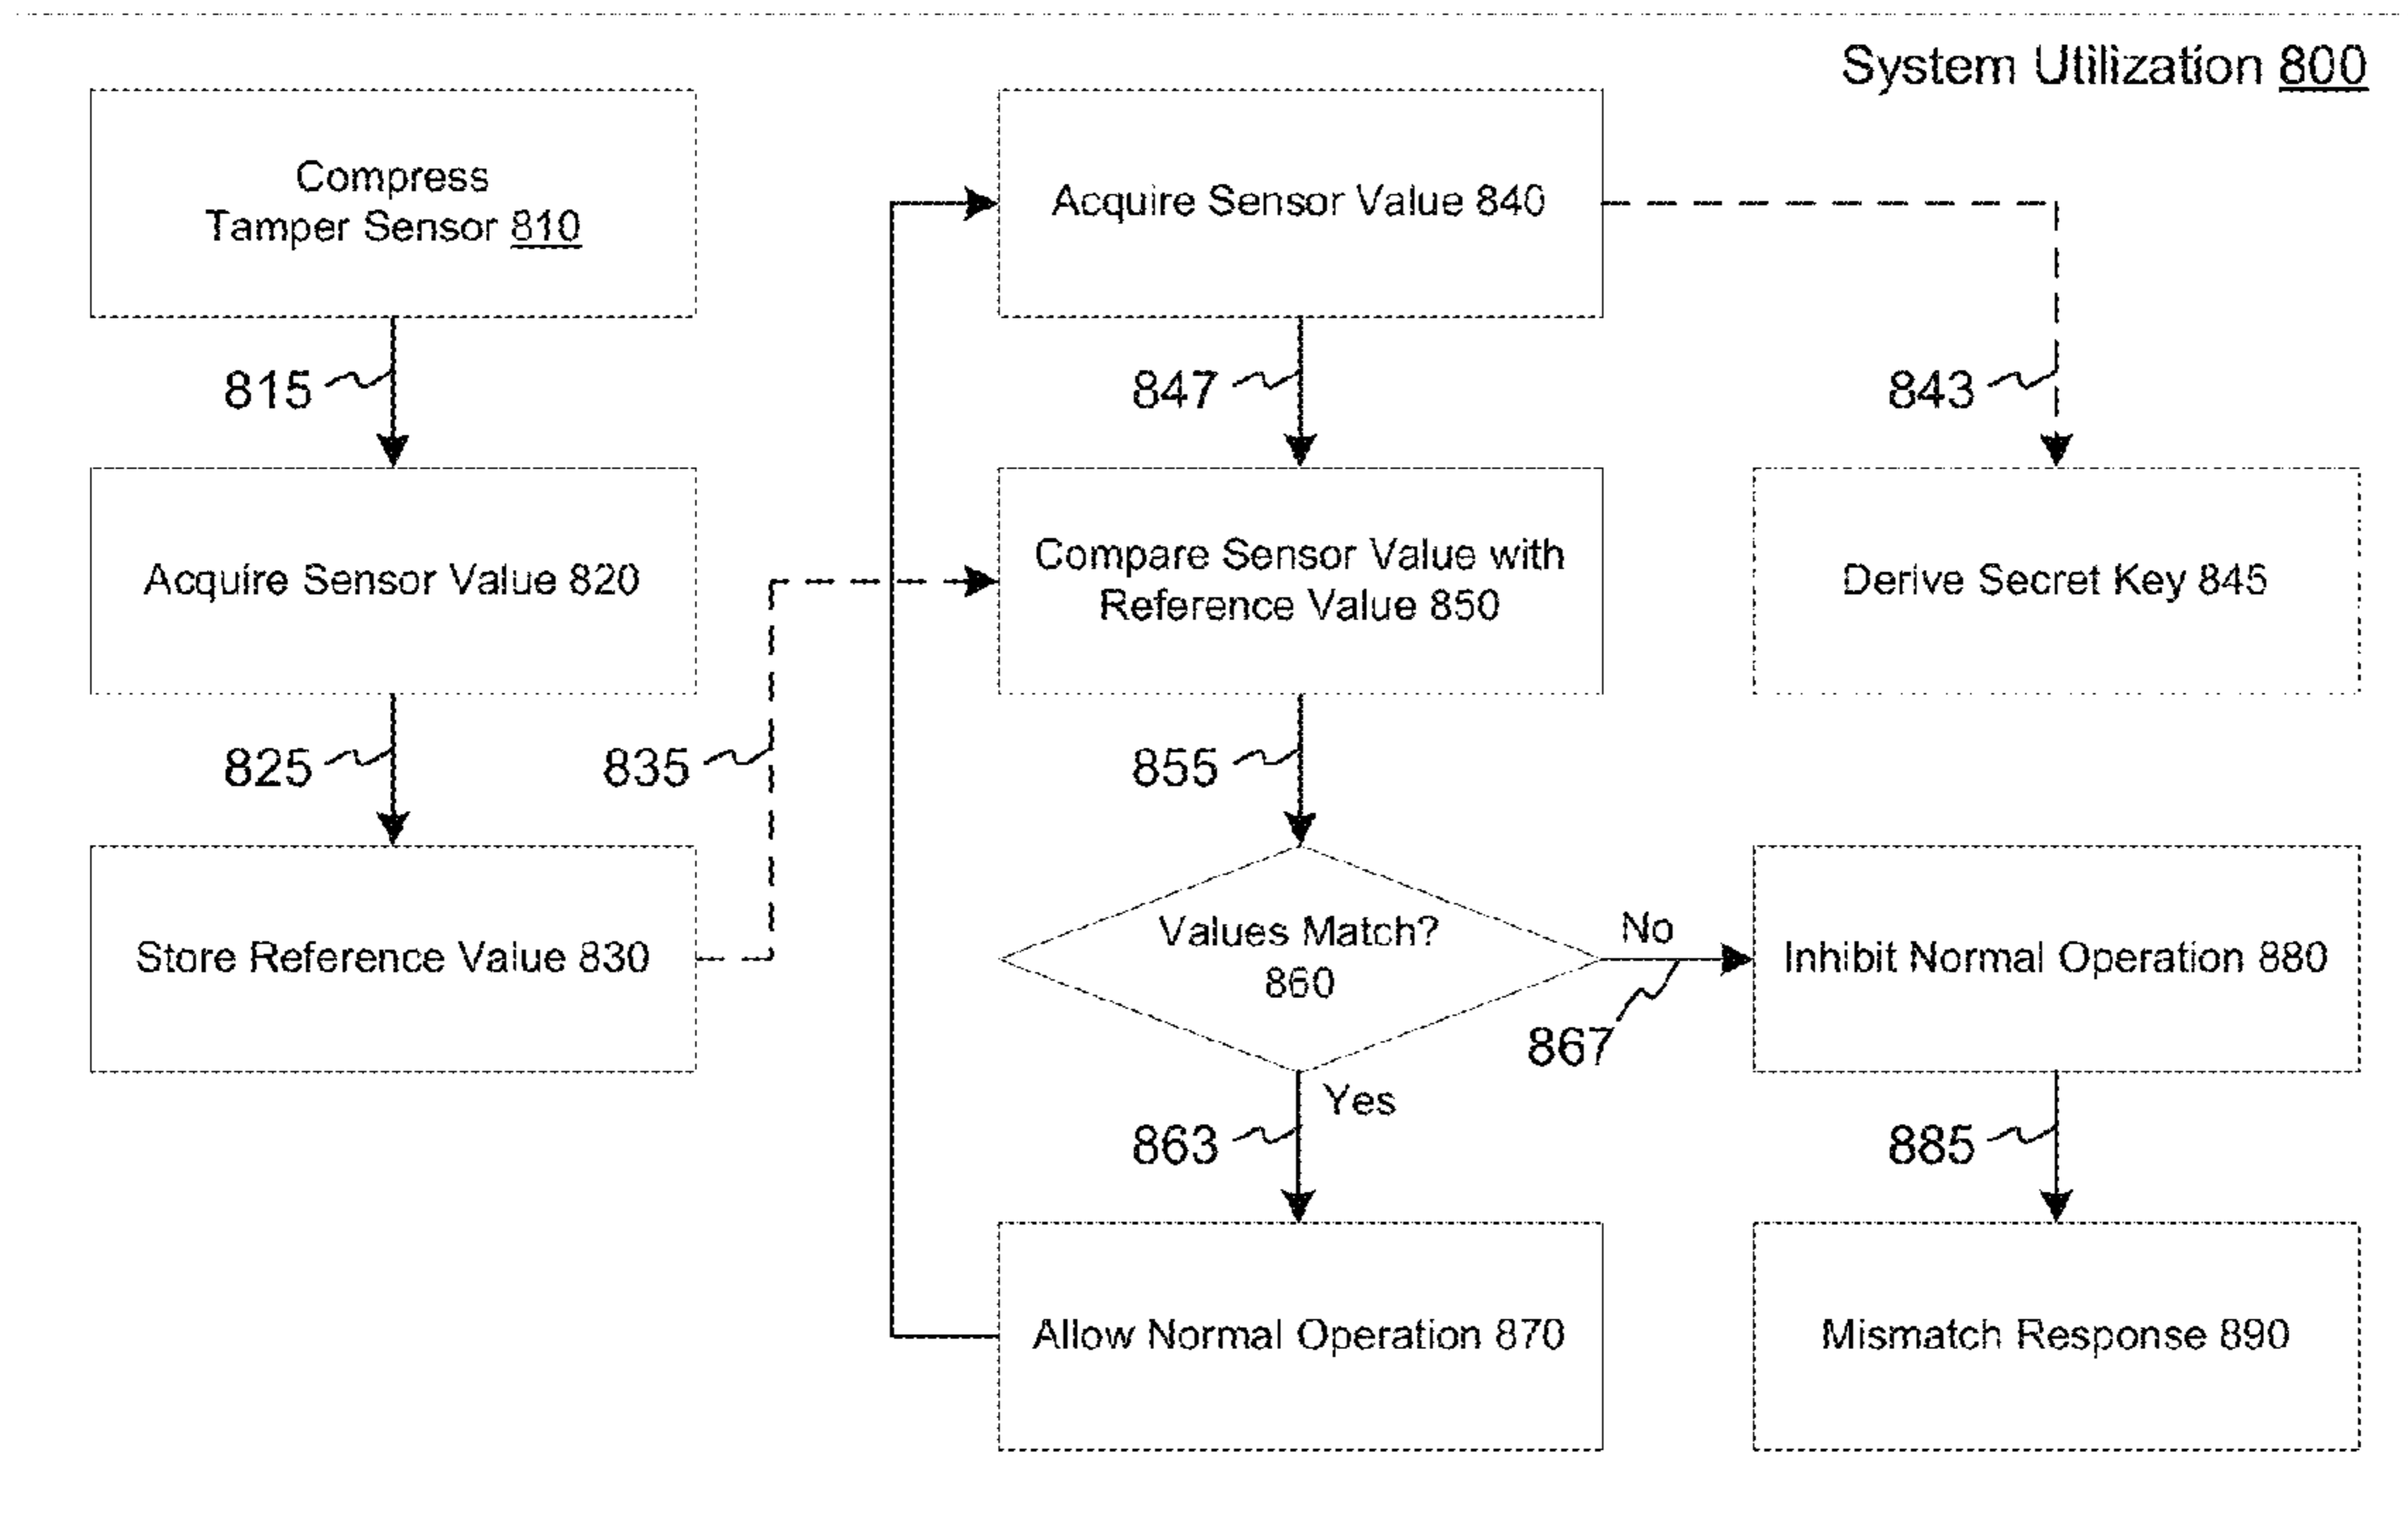 System Utilization 800
Compress
Tamper Sensor 810
Acquire Sensor Value 840
815
847
843
Acquire Sensor Value 820
Compare Sensor Value with
Reference Value 850
Derive Secret Key 845
825
835
855
Store Reference Value 830
Values Match?
860
No
Inhibit Normal Operation 880
867
Yes
863
885
Allow Normal Operation 870
Mismatch Response 890